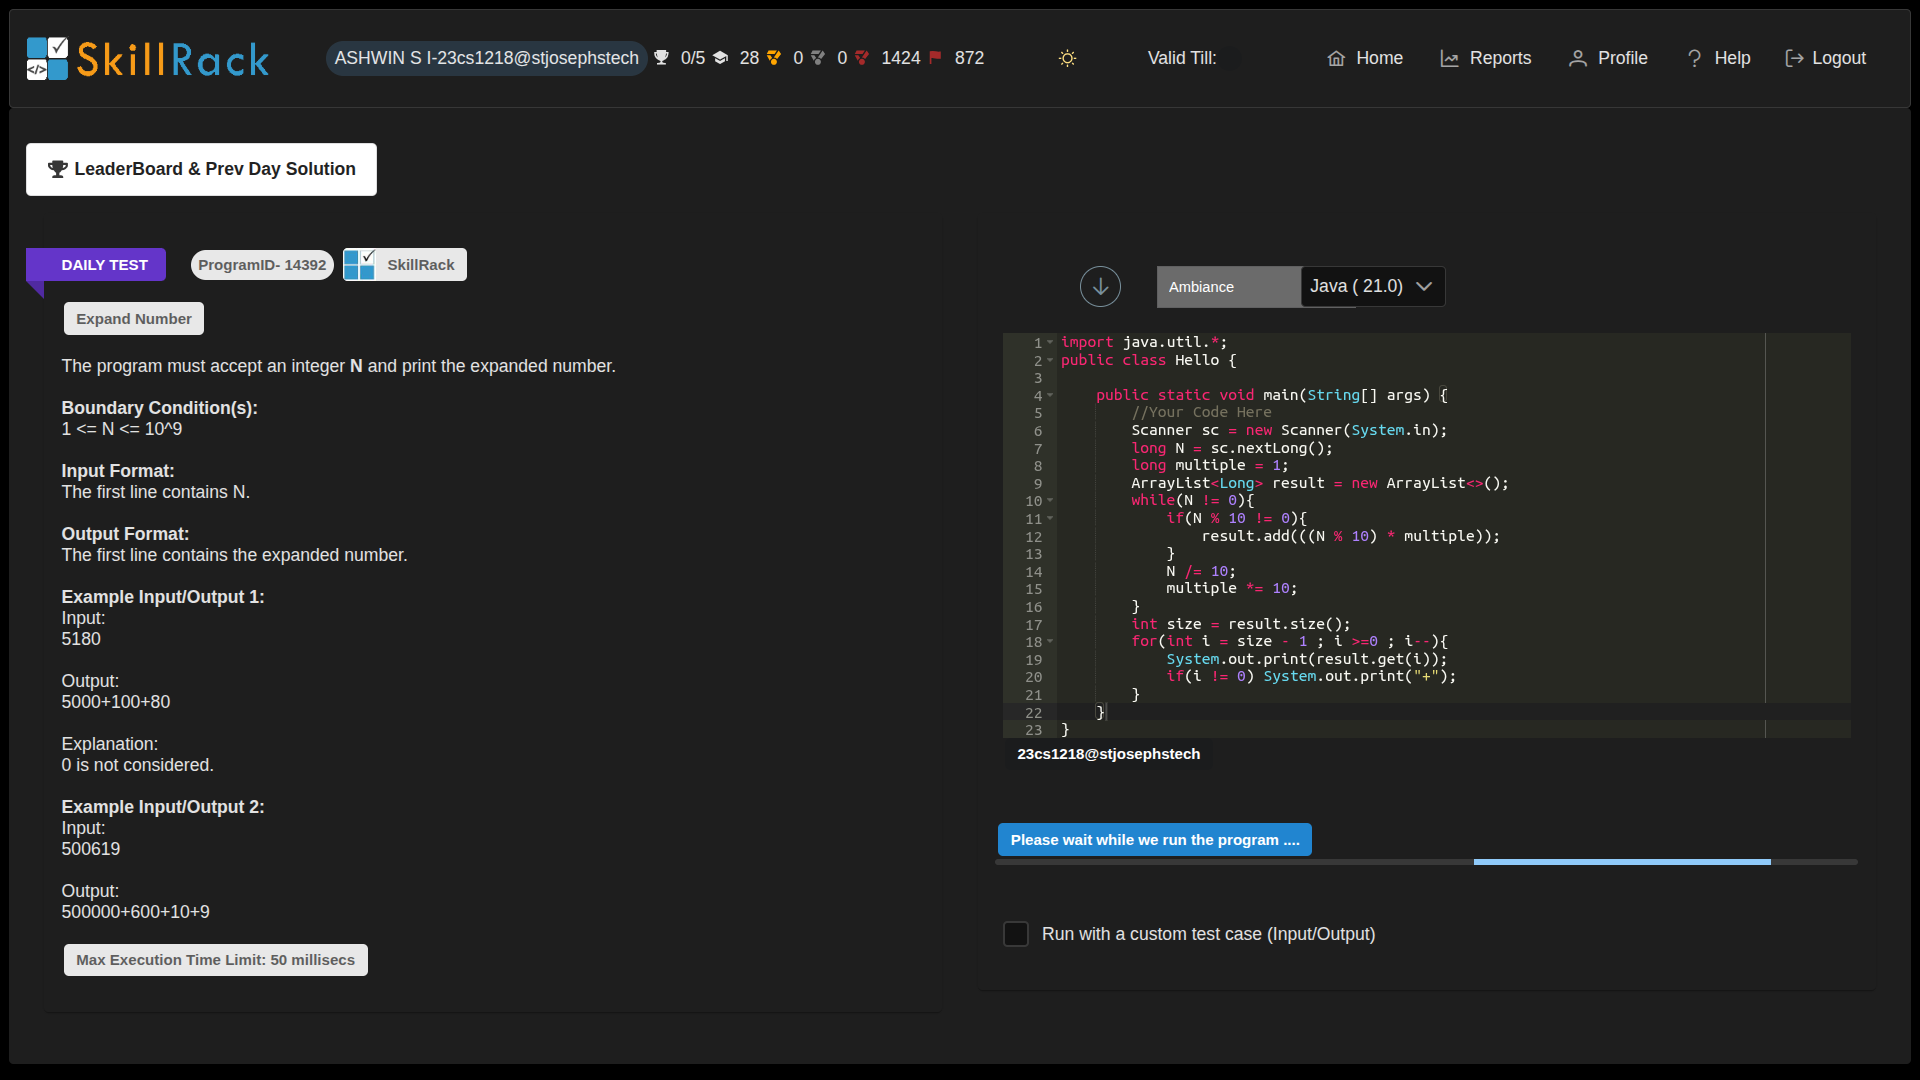 SkillRack
ASHWIN S I-23cs1218@stjosephstech 0/5 28 0 0 1424 872
Valid Till:
Home
Reports
Profile
Help
Logout
LeaderBoard & Prev Day Solution
DAILY TEST
ProgramID- 14392
SkillRack
Expand Number
The program must accept an integer N and print the expanded number.
Boundary Condition(s):
1 <= N <= 10^9
Input Format:
The first line contains N.
Output Format:
The first line contains the expanded number.
Example Input/Output 1:
Input:
5180
Output:
5000+100+80
Explanation:
0 is not considered.
Example Input/Output 2:
Input:
500619
Output:
500000+600+10+9
Max Execution Time Limit: 50 millisecs
Ambiance
Java ( 21.0)
1 import java.util.*;
2 public class Hello {
3
4     public static void main(String[] args) {
5         //Your Code Here
6         Scanner sc = new Scanner(System.in);
7         long N = sc.nextLong();
8         long multiple = 1;
9         ArrayList<Long> result = new ArrayList<>();
10         while(N != 0){
11             if(N % 10 != 0){
12                 result.add(((N % 10) * multiple));
13             }
14             N /= 10;
15             multiple *= 10;
16         }
17         int size = result.size();
18         for(int i = size - 1 ; i >=0 ; i--){
19             System.out.print(result.get(i));
20             if(i != 0) System.out.print("+");
21         }
22     }
23 }
23cs1218@stjosephstech
Please wait while we run the program ....
Run with a custom test case (Input/Output)